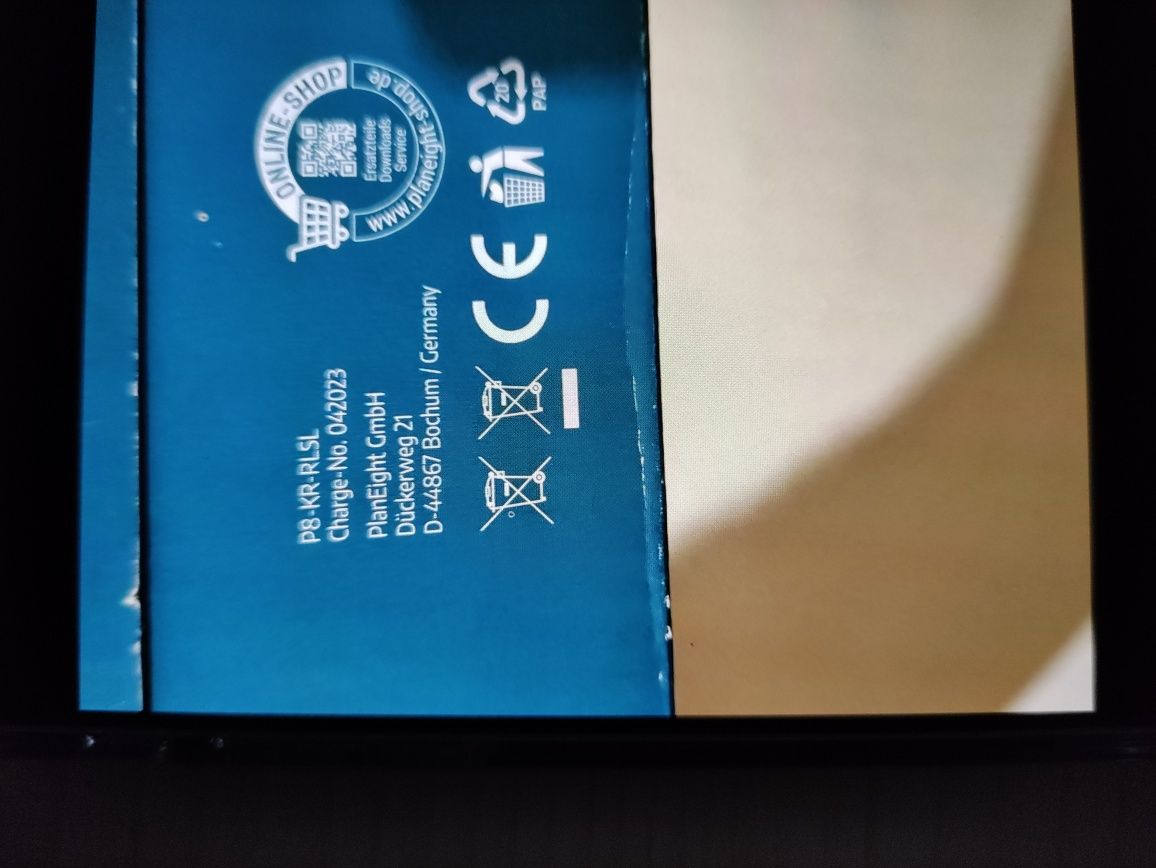 P8-KR-RLSL
Charge-No. 042023
PlanEight GmbH
Dückerweg 21
D-44867 Bochum / Germany
ONLINE-SHOP
www.planeight-shop.de
Ersatzteile
Downloads
Service
CE
20
PAP